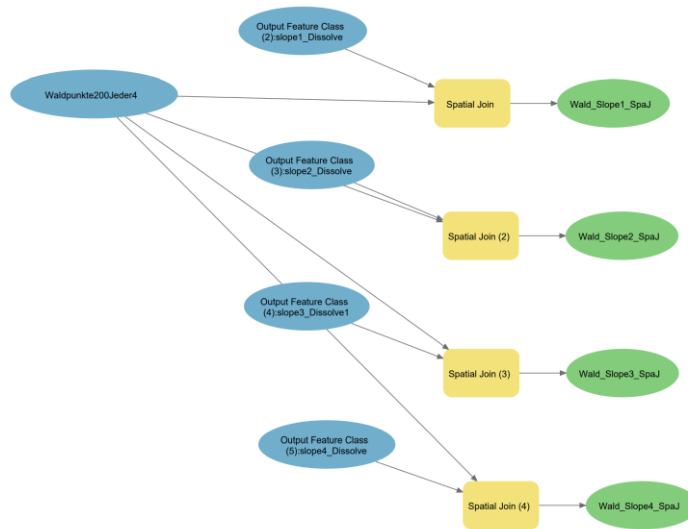 Output Feature Class
(2):slope1_Dissolve
Waldpunkte200Jeder4
Spatial Join
Wald_Slope1_SpaJ
Output Feature Class
(3):slope2_Dissolve
Spatial Join (2)
Wald_Slope2_SpaJ
Output Feature Class
(4):slope3_Dissolve1
Spatial Join (3)
Wald_Slope3_SpaJ
Output Feature Class
(5):slope4_Dissolve
Spatial Join (4)
Wald_Slope4_SpaJ